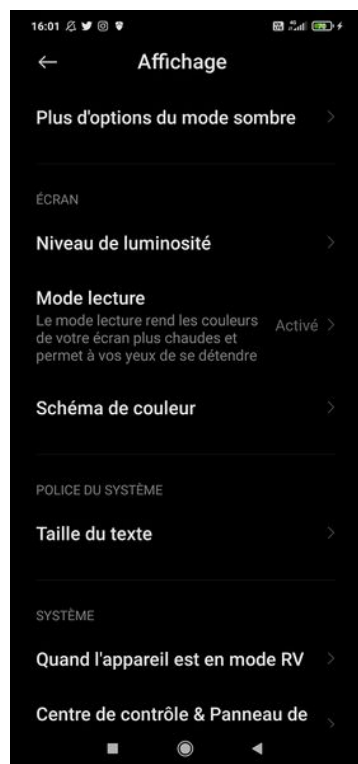 16:01
Affichage
Plus d'options du mode sombre
ÉCRAN
Niveau de luminosité
Mode lecture
Le mode lecture rend les couleurs
de votre écran plus chaudes et
permet à vos yeux de se détendre
Activé
Schéma de couleur
POLICE DU SYSTÈME
Taille du texte
SYSTÈME
Quand l'appareil est en mode RV
Centre de contrôle & Panneau de